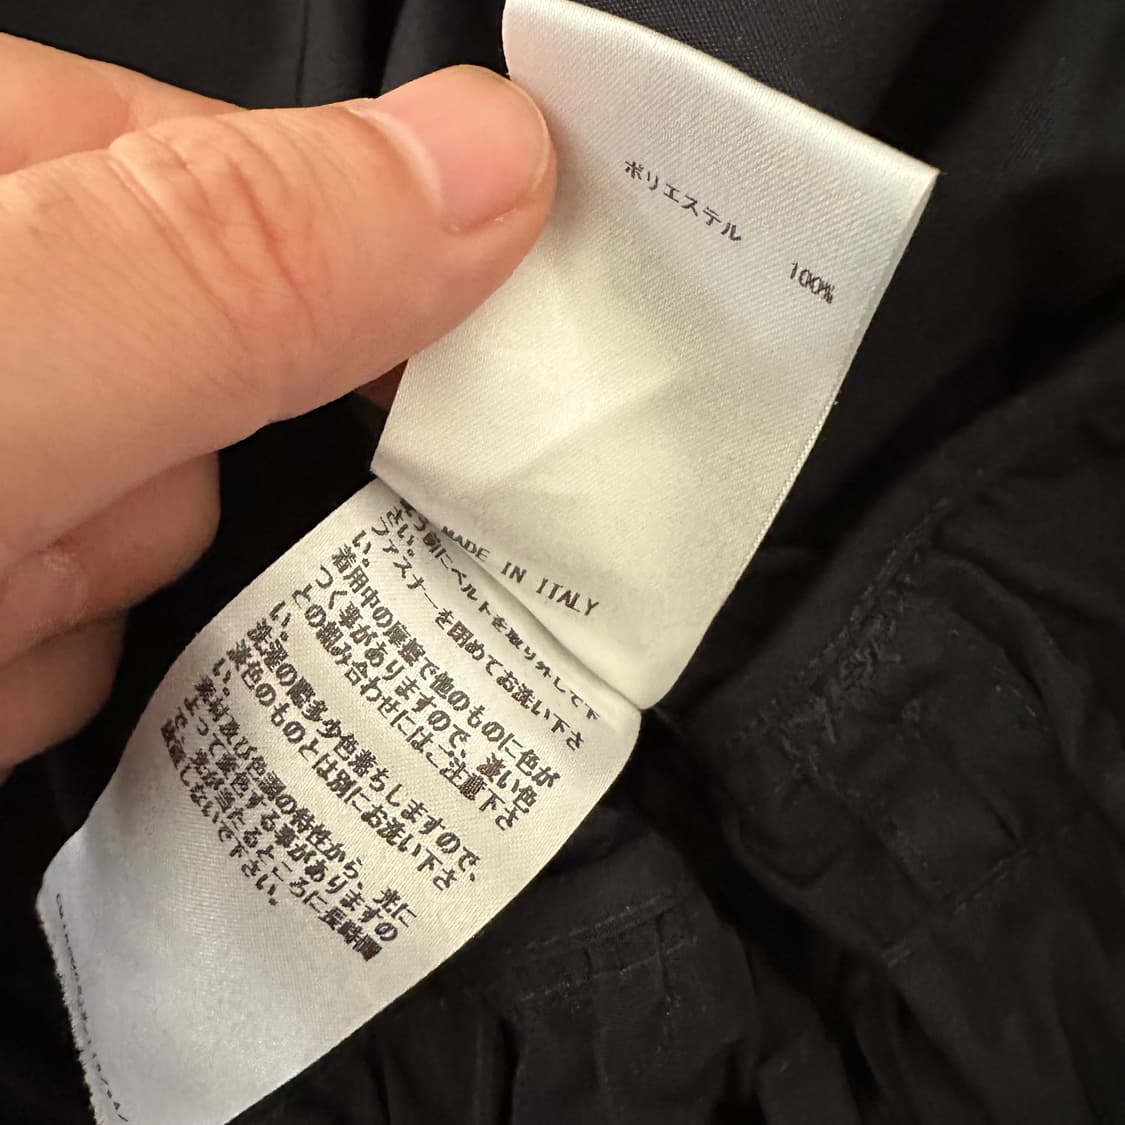 ポリエステル
100%
MADE IN ITALY
前にベルトを取り外して下
さい。
ファスナーを閉めてお洗い下さ
い。
着用中の摩擦で他のものに色が
つく事がありますので、濃い色
との組み合わせにはご注意下さ
い。
洗濯の際多少色落ちしますので、
淡色のものとは別にお洗い下さ
い。
素材及び色調の特性から、光に
よって変色する事がありますの
で光が当たるところに長時間
放置しないで下さい。